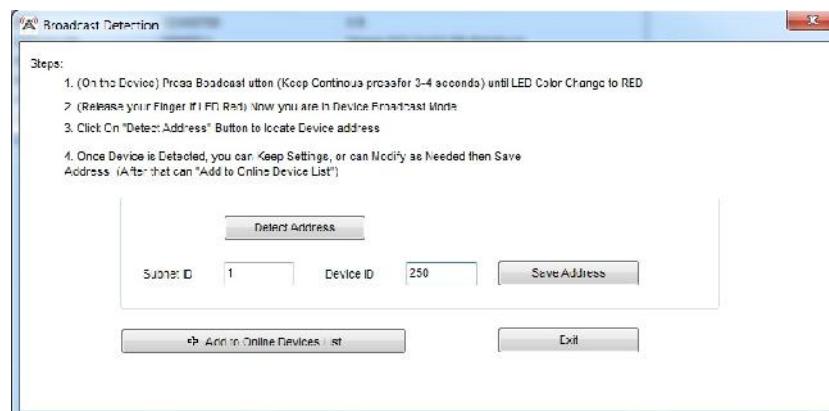 Broadcast Detection
Steps:
1. (On the Device) Press Boadcast utton (Keep Continous press for 3-4 seconds) until LED Color Change to RED
2. (Release your Finger if LED Red) Now you are in Device Broadcast Mode
3. Click On "Detect Address" Button to locate Device address
4. Once Device is Detected, you can Keep Settings, or can Modify as Needed then Save
Address. (After that can "Add to Online Device List")
Detect Address
Subnet ID 1 Device ID 250 Save Address
Add to Online Devices List Exit